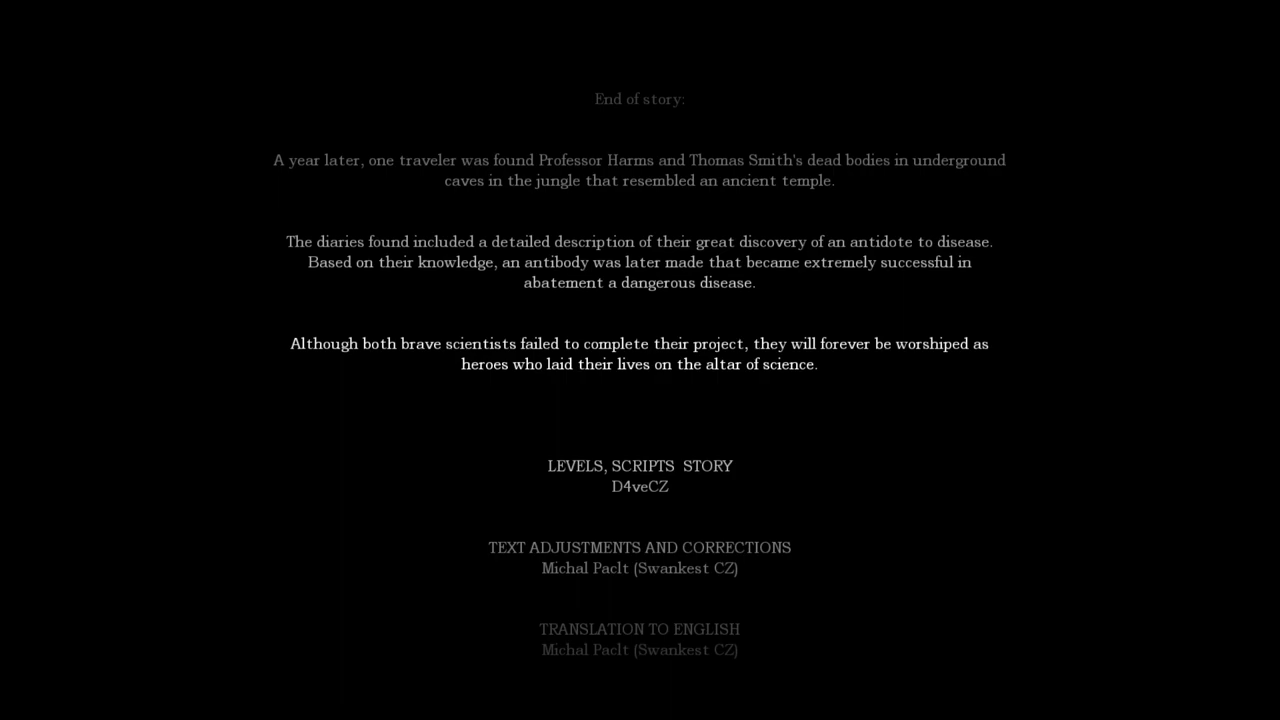 End of story:
A year later, one traveler was found Professor Harms and Thomas Smith's dead bodies in underground
caves in the jungle that resembled an ancient temple.
The diaries found included a detailed description of their great discovery of an antidote to disease.
Based on their knowledge, an antibody was later made that became extremely successful in
abatement a dangerous disease.
Although both brave scientists failed to complete their project, they will forever be worshiped as
heroes who laid their lives on the altar of science.
LEVELS, SCRIPTS  STORY
D4veCZ
TEXT ADJUSTMENTS AND CORRECTIONS
Michal Paclt (Swankest CZ)
TRANSLATION TO ENGLISH
Michal Paclt (Swankest CZ)